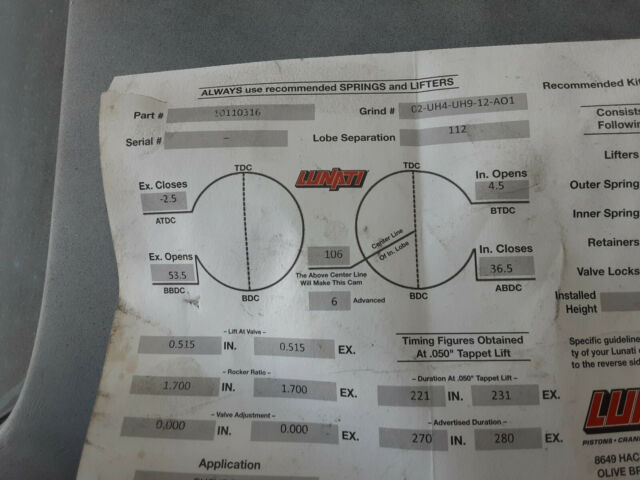 ALWAYS use recommended SPRINGS and LIFTERS
Recommended Kit
Part # 10110316
Grind # 02-UH4-UH9-12-AO1
Serial # –
Lobe Separation 112
Consists
Followin
Lifters
Outer Spring
Inner Spring
Retainers
Valve Locks
Installed
Height
Ex. Closes
-2.5
ATDC
TDC
LUNATI
TDC
In. Opens
4.5
BTDC
Ex. Opens
53.5
BBDC
BDC
106
Center Line
Of In. Lobe
The Above Center Line
Will Make This Cam
6 Advanced
BDC
In. Closes
36.5
ABDC
– Lift At Valve –
0.515 IN. 0.515 EX.
Timing Figures Obtained
At .050" Tappet Lift
– Rocker Ratio –
1.700 IN. 1.700 EX.
– Duration At .050" Tappet Lift –
221 IN. 231 EX.
– Valve Adjustment –
0.000 IN. 0.000 EX.
– Advertised Duration –
270 IN. 280 EX.
Application
Specific guideline
ty of your Lunati
to the reverse sid
LU
PISTONS • CRAN
8649 HAC
OLIVE BR